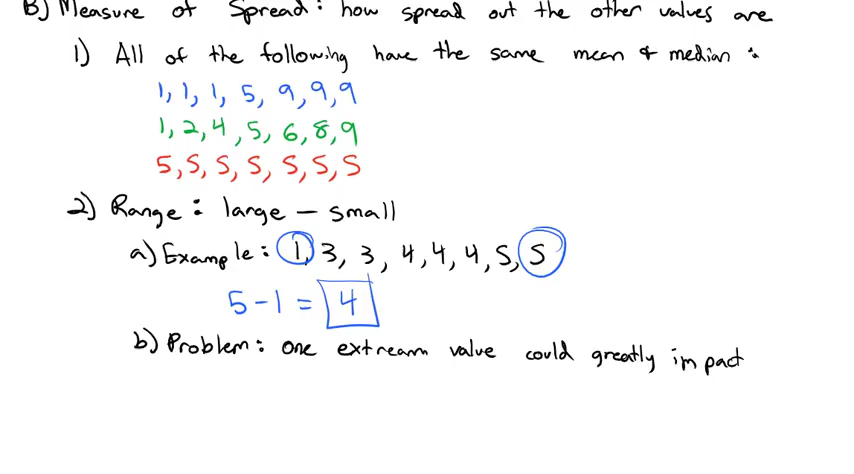 B) Measure of Spread: how spread out the other values are
1) All of the following have the same mean & median:
1, 1, 1, 5, 9, 9, 9
1, 2, 4, 5, 6, 8, 9
5, 5, 5, 5, 5, 5, 5
2) Range: large - small
a) Example: 1, 3, 3, 4, 4, 4, 5, 5
5 - 1 = 4
b) Problem: one extream value could greatly impact